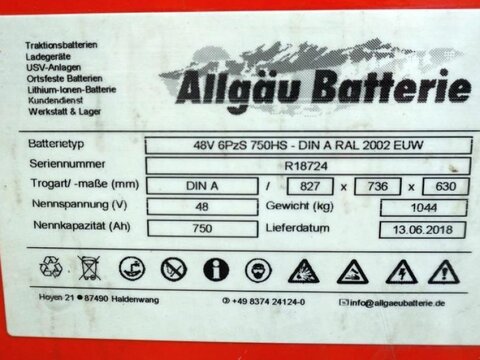 Traktionsbatterien
Ladegeräte
USV-Anlagen
Ortsfeste Batterien
Lithium-Ionen-Batterie
Kundendienst
Werkstatt & Lager
Allgäu Batterie
Batterietyp 48V 6PzS 750HS - DIN A RAL 2002 EUW
Seriennummer R18724
Trogart/ -maße (mm) DIN A / 827 x 736 x 630
Nennspannung (V) 48 Gewicht (kg) 1044
Nennkapazität (Ah) 750 Lieferdatum 13.06.2018
Hoyen 21 ● 87490 Haldenwang ✆ +49 8374 24124-0 info@allgaeubatterie.de